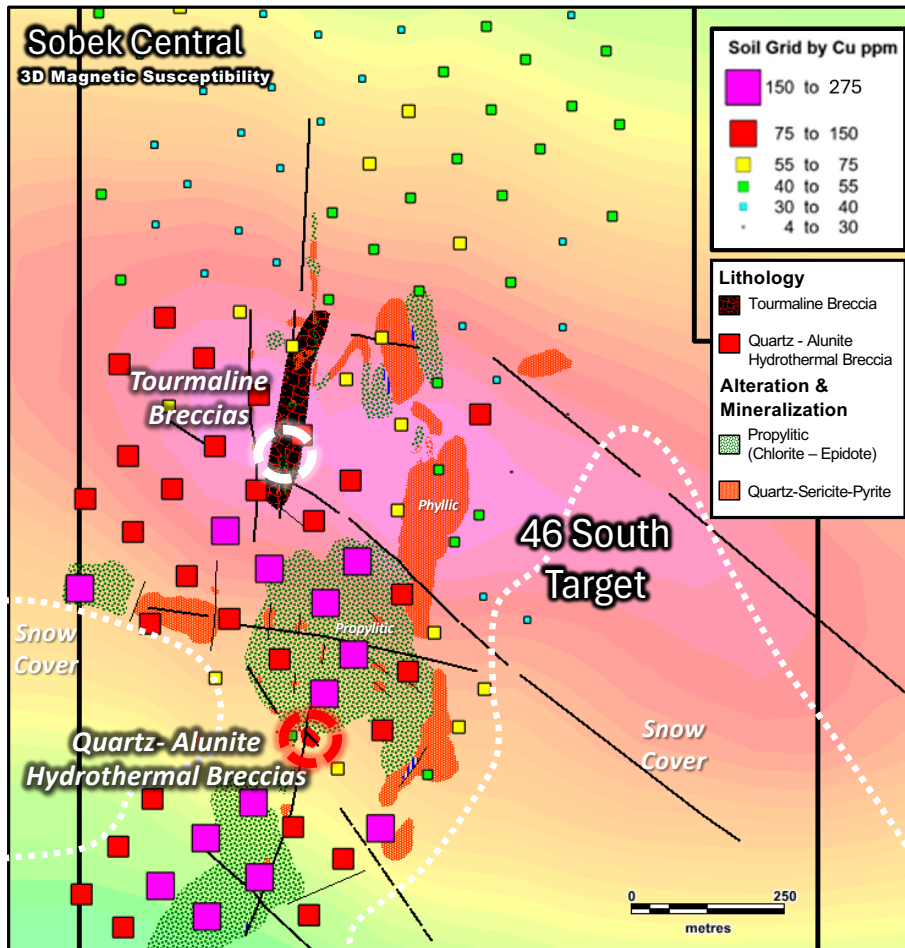 Sobek Central
3D Magnetic Susceptibility
Soil Grid by Cu ppm
150 to 275
75 to 150
55 to 75
40 to 55
30 to 40
4 to 30
Lithology
Tourmaline Breccia
Quartz - Alunite
Hydrothermal Breccia
Alteration &
Mineralization
Propylitic
(Chlorite – Epidote)
Quartz-Sericite-Pyrite
Tourmaline
Breccias
Phyllic
46 South
Target
Snow
Cover
Propylitic
Quartz- Alunite
Hydrothermal Breccias
Snow
Cover
0 250
metres